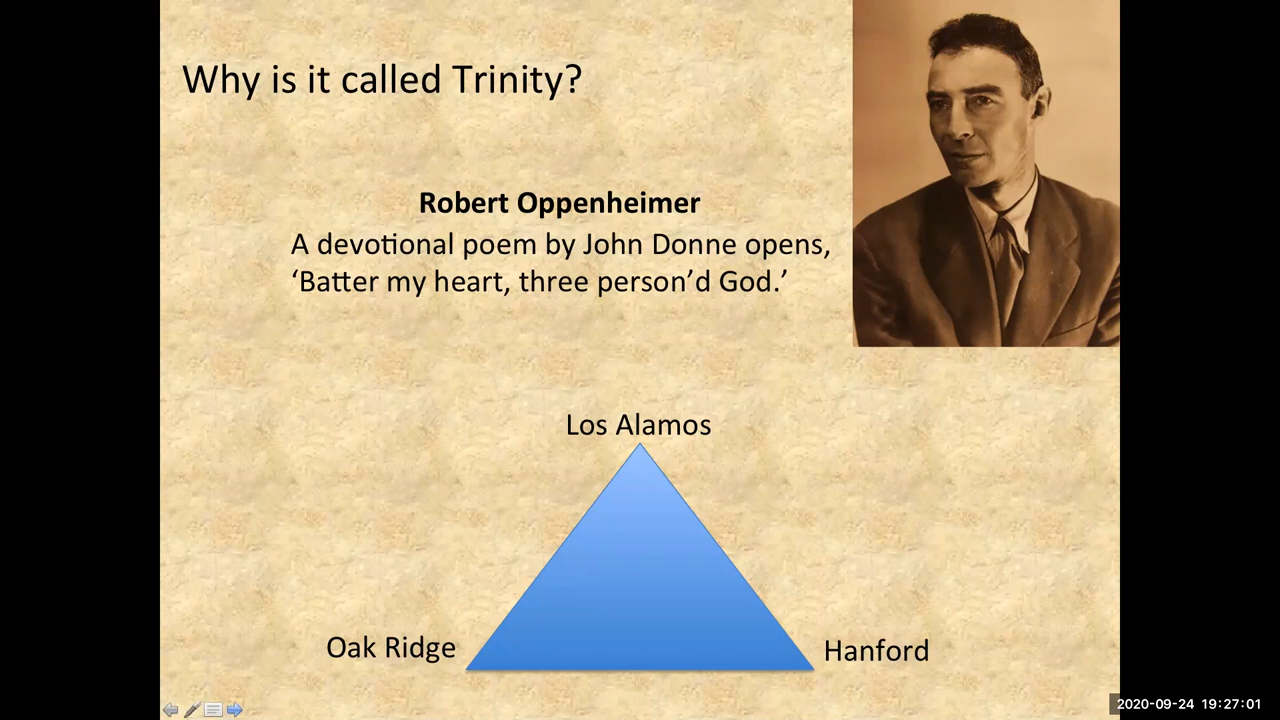 Why is it called Trinity?
Robert Oppenheimer
A devotional poem by John Donne opens,
‘Batter my heart, three person’d God.’
Los Alamos
Oak Ridge
Hanford
2020-09-24 19:27:01